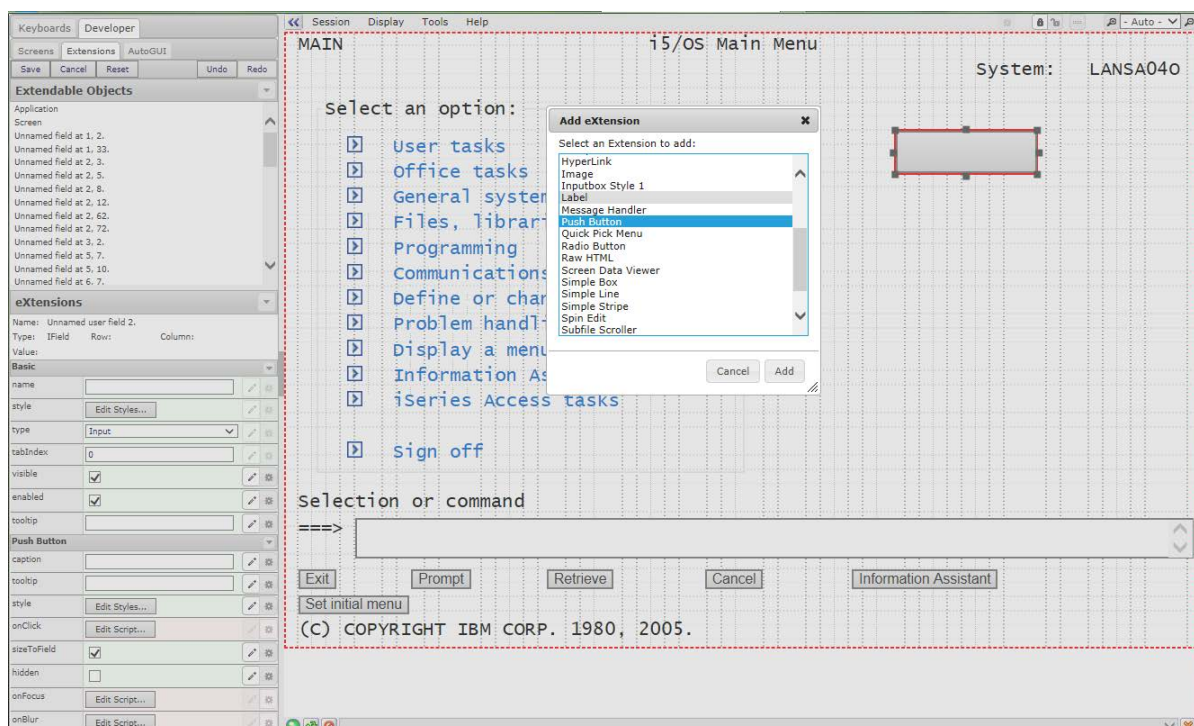 Keyboards Developer
Screens Extensions AutoGUI
Save Cancel Reset Undo Redo
Extendable Objects
Application
Screen
Unnamed field at 1, 2.
Unnamed field at 1, 33.
Unnamed field at 2, 3.
Unnamed field at 2, 5.
Unnamed field at 2, 8.
Unnamed field at 2, 12.
Unnamed field at 2, 62.
Unnamed field at 2, 72.
Unnamed field at 3, 2.
Unnamed field at 5, 7.
Unnamed field at 5, 10.
Unnamed field at 6, 7.
eXtensions
Name: Unnamed user field 2.
Type: IField Row: Column:
Value:
Basic
name
style Edit Styles...
type Input
tabIndex 0
visible
enabled
tooltip
Push Button
caption
tooltip
style Edit Styles...
onClick Edit Script...
sizeToField
hidden
onFocus Edit Script...
onBlur Edit Script...
Session Display Tools Help
- Auto -
MAIN i5/OS Main Menu
System: LANSA04O
Select an option:
User tasks
Office tasks
General system
Files, librar
Programming
Communications
Define or chan
Problem handl
Display a menu
Information As
iSeries Access tasks
Sign off
Selection or command
===>
Exit Prompt Retrieve Cancel Information Assistant
Set initial menu
(C) COPYRIGHT IBM CORP. 1980, 2005.
Add eXtension
Select an Extension to add:
HyperLink
Image
Inputbox Style 1
Label
Message Handler
Push Button
Quick Pick Menu
Radio Button
Raw HTML
Screen Data Viewer
Simple Box
Simple Line
Simple Stripe
Spin Edit
Subfile Scroller
Cancel Add